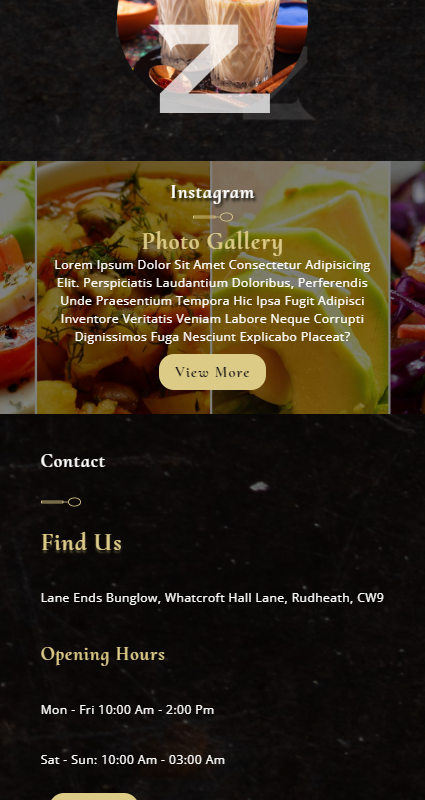 Z
Instagram
Photo Gallery
Lorem Ipsum Dolor Sit Amet Consectetur Adipisicing
Elit. Perspiciatis Laudantium Doloribus, Perferendis
Unde Praesentium Tempora Hic Ipsa Fugit Adipisci
Inventore Veritatis Veniam Labore Neque Corrupti
Dignissimos Fuga Nesciunt Explicabo Placeat?
View More
Contact
Find Us
Lane Ends Bunglow, Whatcroft Hall Lane, Rudheath, CW9
Opening Hours
Mon - Fri 10:00 Am - 2:00 Pm
Sat - Sun: 10:00 Am - 03:00 Am